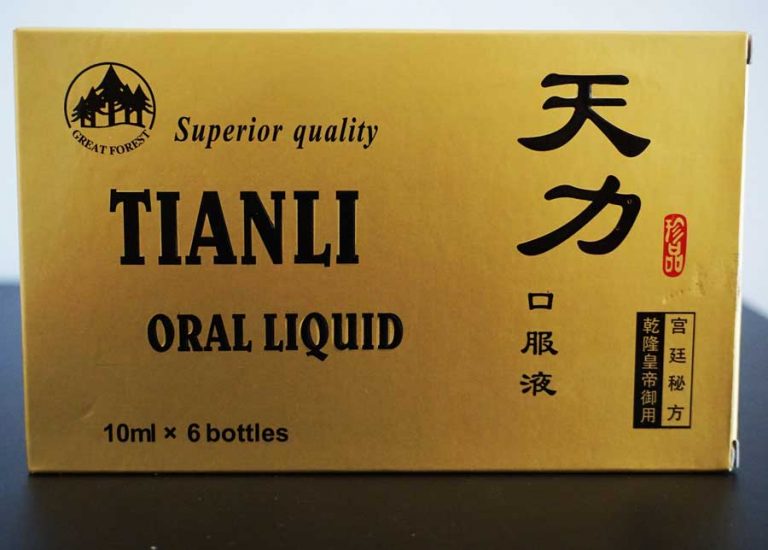 GREAT FOREST
Superior quality
TIANLI
ORAL LIQUID
10ml × 6 bottles
天力
口服液
珍品
宫廷秘方
乾隆皇帝御用